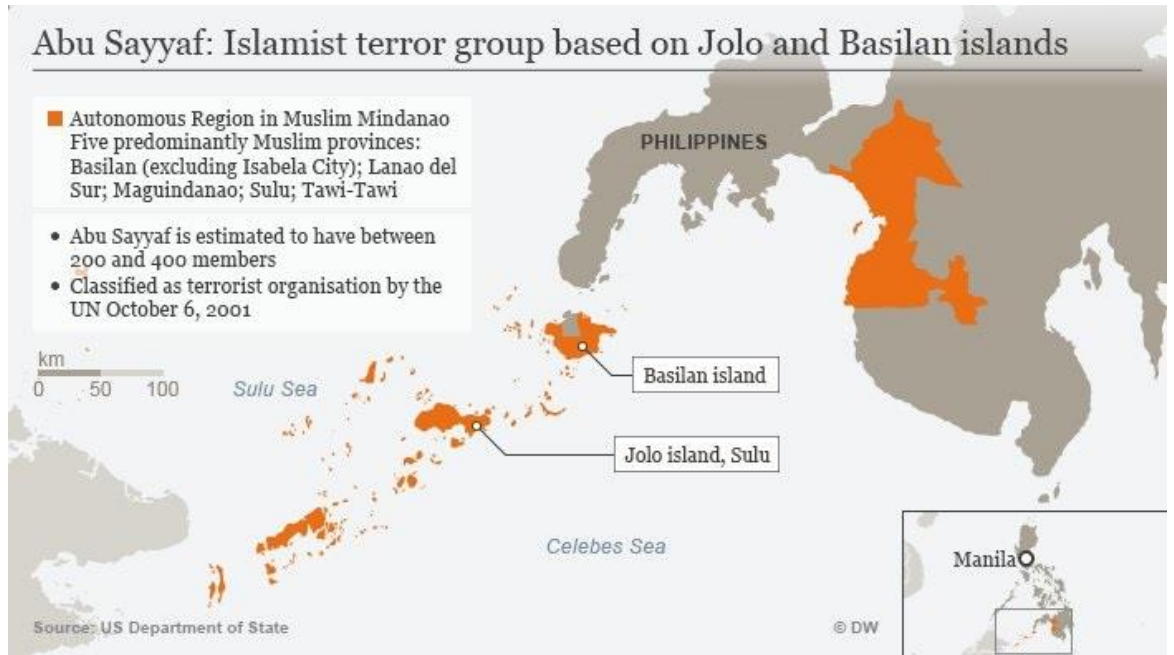 Abu Sayyaf: Islamist terror group based on Jolo and Basilan islands
Autonomous Region in Muslim Mindanao
Five predominantly Muslim provinces:
Basilan (excluding Isabela City); Lanao del
Sur; Maguindanao; Sulu; Tawi-Tawi
• Abu Sayyaf is estimated to have between
200 and 400 members
• Classified as terrorist organisation by the
UN October 6, 2001
km
0 50 100
PHILIPPINES
Sulu Sea
Basilan island
Jolo island, Sulu
Celebes Sea
Manila
Source: US Department of State
© DW